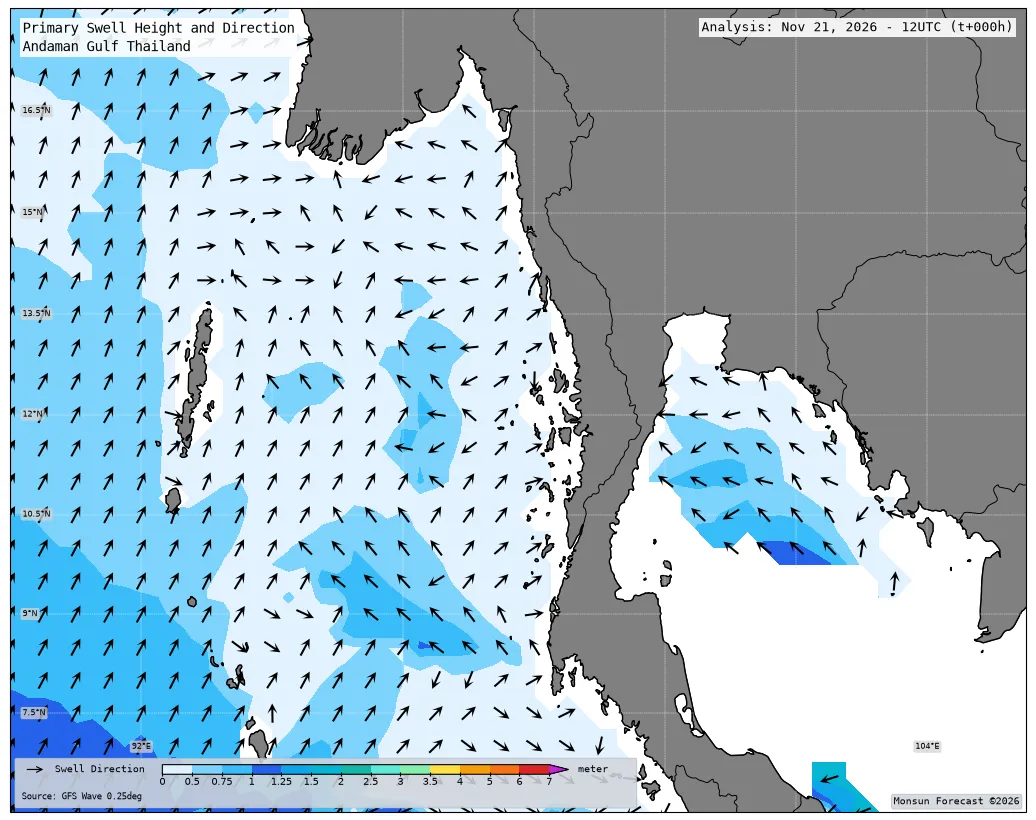 Primary Swell Height and Direction
Andaman Gulf Thailand
Analysis: Nov 21, 2026 - 12UTC (t+000h)
16.5°N
15°N
13.5°N
12°N
10.5°N
9°N
7.5°N
92°E
104°E
Swell Direction
0 0.5 0.75 1 1.25 1.5 2 2.5 3 3.5 4 4.5 5 6 7
meter
Source: GFS Wave 0.25deg
Monsun Forecast ©2026